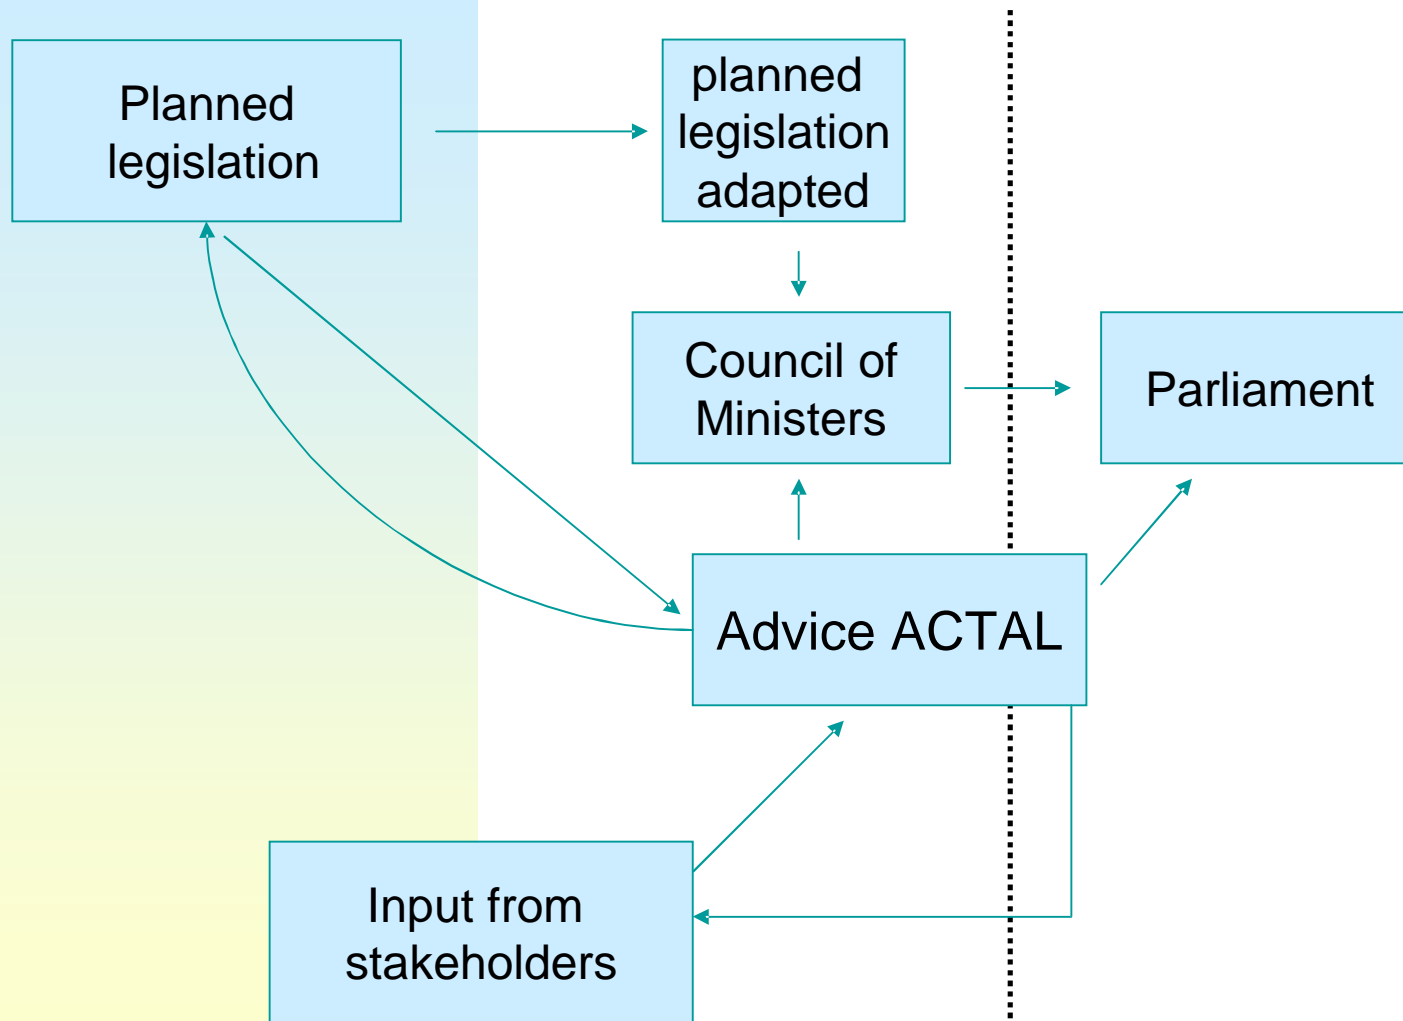 Planned
legislation
planned
legislation
adapted
Council of
Ministers
Parliament
Advice ACTAL
Input from
stakeholders